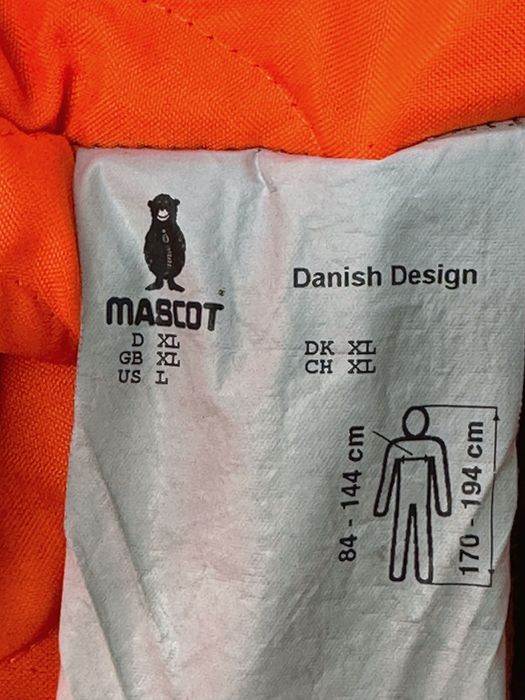 MASCOT
Danish Design
D XL
GB XL
US L
DK XL
CH XL
84 - 144 cm
170 - 194 cm